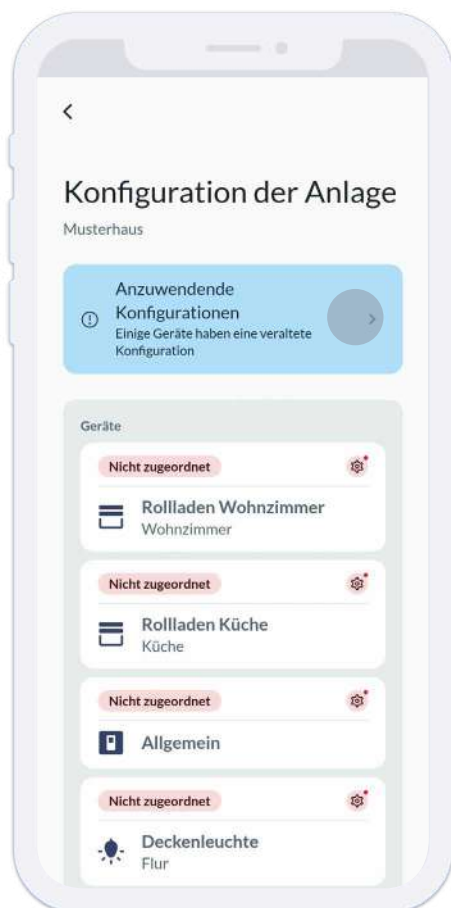 Konfiguration der Anlage
Musterhaus
Anzuwendende
Konfigurationen
Einige Geräte haben eine veraltete
Konfiguration
Geräte
Nicht zugeordnet
Rollladen Wohnzimmer
Wohnzimmer
Nicht zugeordnet
Rollladen Küche
Küche
Nicht zugeordnet
Allgemein
Nicht zugeordnet
Deckenleuchte
Flur